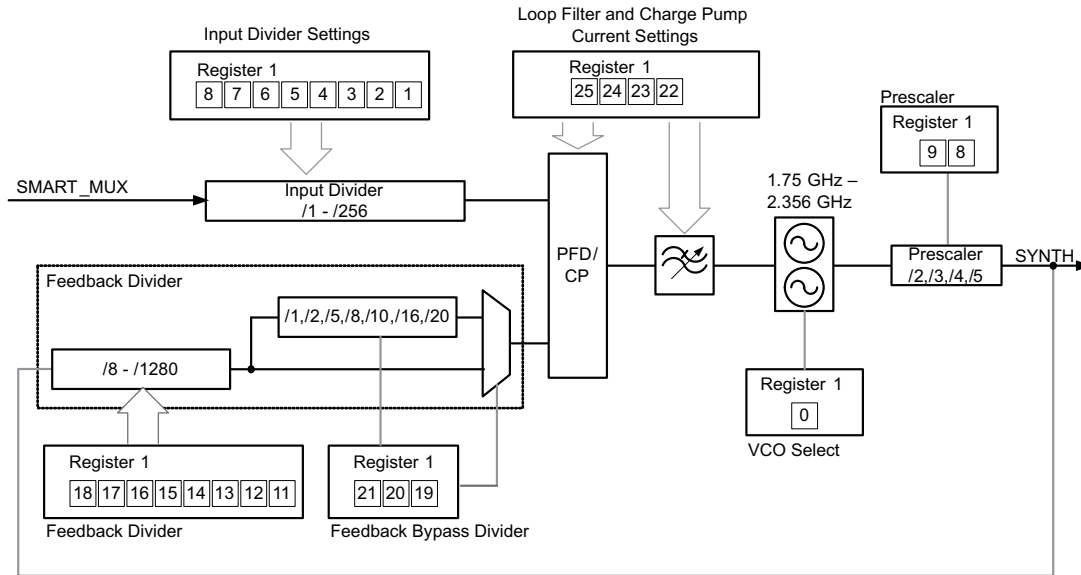 Loop Filter and Charge Pump
Current Settings
Input Divider Settings
Register 1
8 7 6 5 4 3 2 1
Register 1
25 24 23 22
Prescaler
Register 1
9 8
SMART_MUX
Input Divider
/1 - /256
1.75 GHz –
2.356 GHz
PFD/
CP
Prescaler
/2,/3,/4,/5
SYNTH
Feedback Divider
/1,/2,/5,/8,/10,/16,/20
/8 - /1280
Register 1
0
VCO Select
Register 1
18 17 16 15 14 13 12 11
Feedback Divider
Register 1
21 20 19
Feedback Bypass Divider